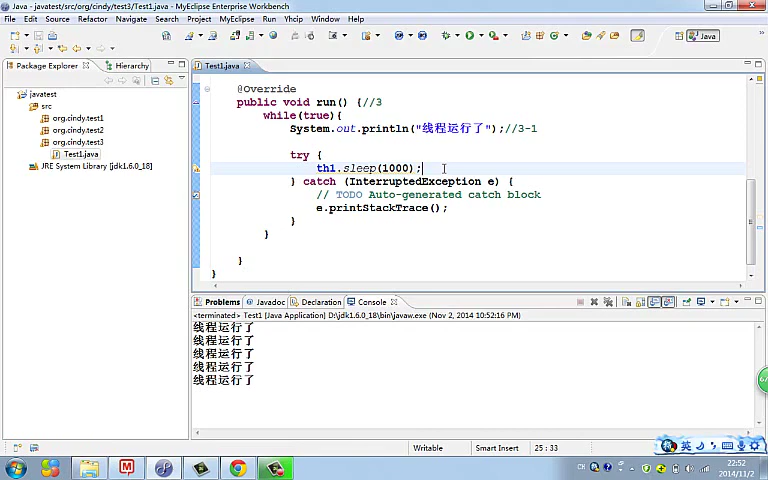 Java - javatest/src/org/cindy/test3/Test1.java - MyEclipse Enterprise Workbench
File Edit Source Refactor Navigate Search Project MyEclipse Run Yihcip Window Help
Java
Package Explorer Hierarchy
javatest
src
org.cindy.test1
org.cindy.test2
org.cindy.test3
Test1.java
JRE System Library [jdk1.6.0_18]
Test1.java
@Override
public void run() {//3
while(true){
System.out.println("线程运行了");//3-1
try {
th1.sleep(1000);
} catch (InterruptedException e) {
// TODO Auto-generated catch block
e.printStackTrace();
}
}
}
}
Problems Javadoc Declaration Console
<terminated> Test1 [Java Application] D:\jdk1.6.0_18\bin\javaw.exe (Nov 2, 2014 10:52:16 PM)
线程运行了
线程运行了
线程运行了
线程运行了
线程运行了
Writable Smart Insert 25 : 33
英
CH
22:52
2014/11/2